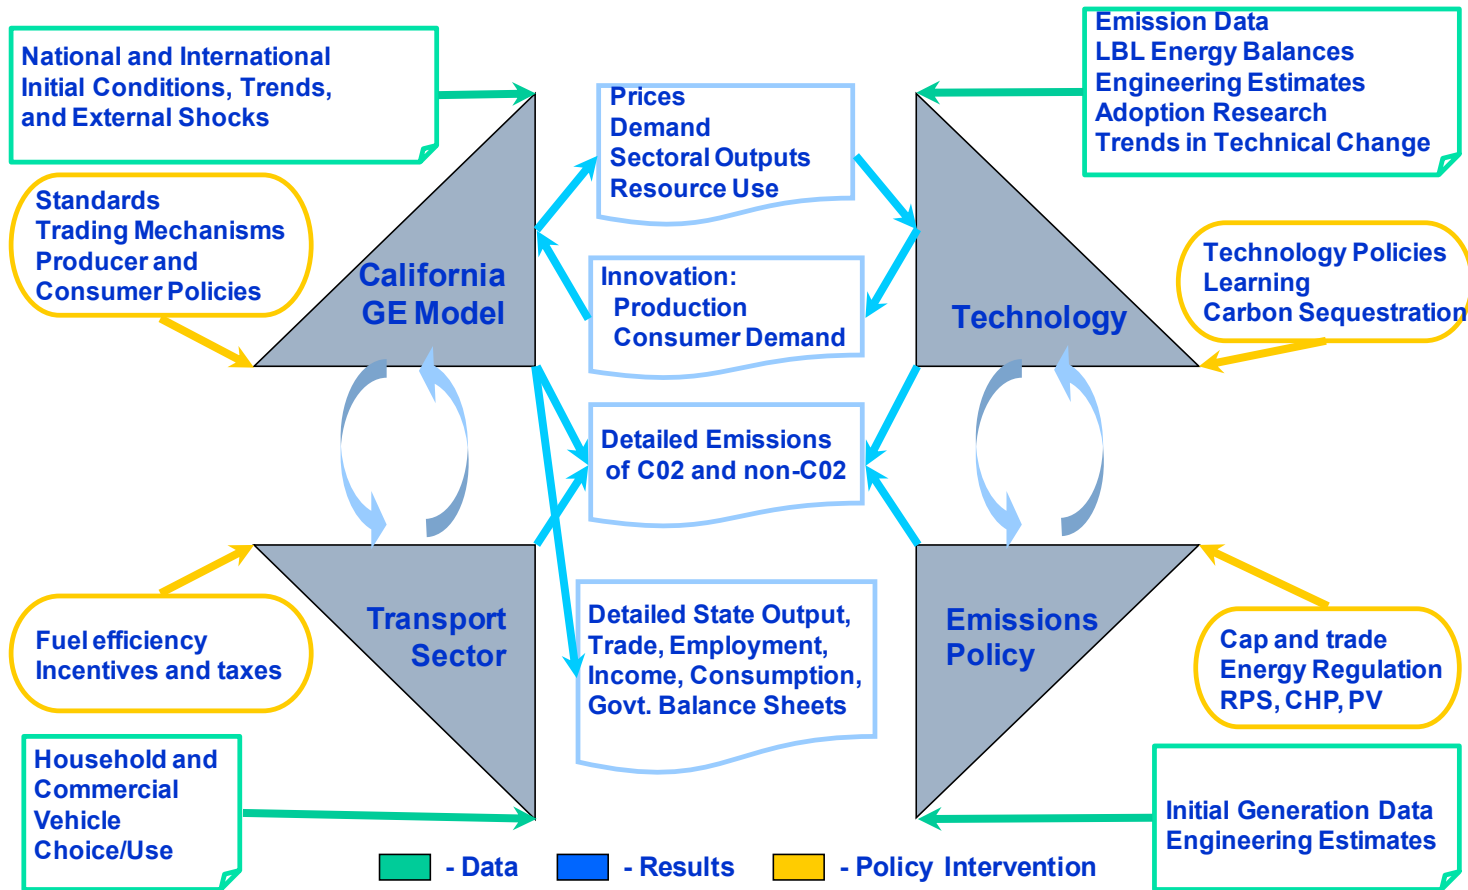 National and International
Initial Conditions, Trends,
and External Shocks
Emission Data
LBL Energy Balances
Engineering Estimates
Adoption Research
Trends in Technical Change
Prices
Demand
Sectoral Outputs
Resource Use
Standards
Trading Mechanisms
Producer and
Consumer Policies
California
GE Model
Innovation:
Production
Consumer Demand
Technology
Technology Policies
Learning
Carbon Sequestration
Detailed Emissions
of C02 and non-C02
Fuel efficiency
Incentives and taxes
Transport
Sector
Detailed State Output,
Trade, Employment,
Income, Consumption,
Govt. Balance Sheets
Emissions
Policy
Cap and trade
Energy Regulation
RPS, CHP, PV
Household and
Commercial
Vehicle
Choice/Use
Initial Generation Data
Engineering Estimates
- Data - Results - Policy Intervention